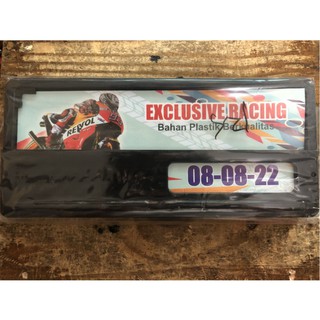 EXCLUSIVE RACING
Bahan Plastik Berkualitas
REPSOL
08-08-22